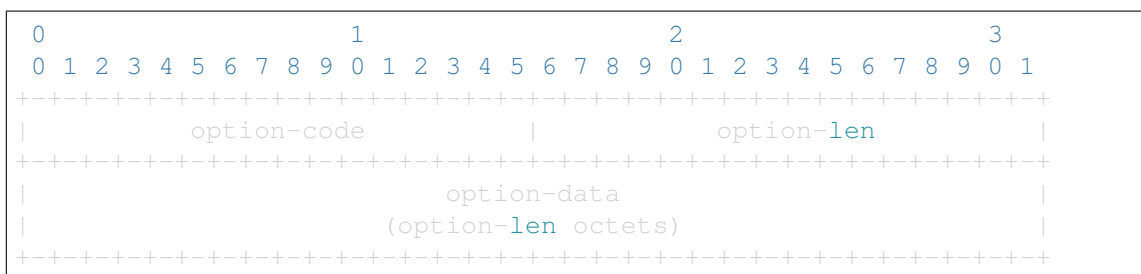 0                   1                   2                   3
0 1 2 3 4 5 6 7 8 9 0 1 2 3 4 5 6 7 8 9 0 1 2 3 4 5 6 7 8 9 0 1
+-+-+-+-+-+-+-+-+-+-+-+-+-+-+-+-+-+-+-+-+-+-+-+-+-+-+-+-+-+-+-+-+
|          option-code          |           option-len          |
+-+-+-+-+-+-+-+-+-+-+-+-+-+-+-+-+-+-+-+-+-+-+-+-+-+-+-+-+-+-+-+-+
|                          option-data                          |
|                      (option-len octets)                      |
+-+-+-+-+-+-+-+-+-+-+-+-+-+-+-+-+-+-+-+-+-+-+-+-+-+-+-+-+-+-+-+-+